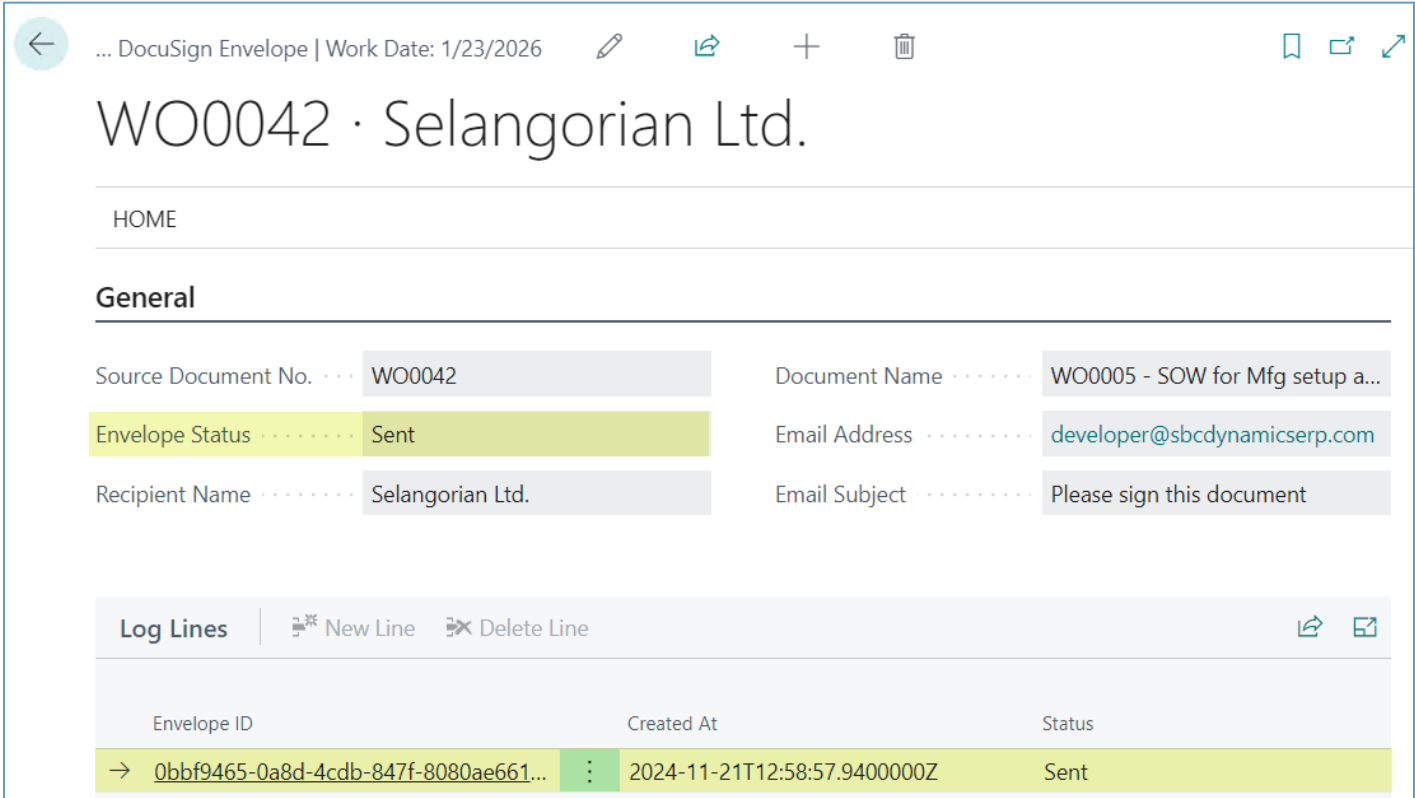 ... DocuSign Envelope | Work Date: 1/23/2026
WO0042 · Selangorian Ltd.
HOME
General
Source Document No. WO0042
Document Name WO0005 - SOW for Mfg setup a...
Envelope Status Sent
Email Address developer@sbcdynamicserp.com
Recipient Name Selangorian Ltd.
Email Subject Please sign this document
Log Lines New Line Delete Line
Envelope ID Created At Status
0bbf9465-0a8d-4cdb-847f-8080ae661... 2024-11-21T12:58:57.9400000Z Sent